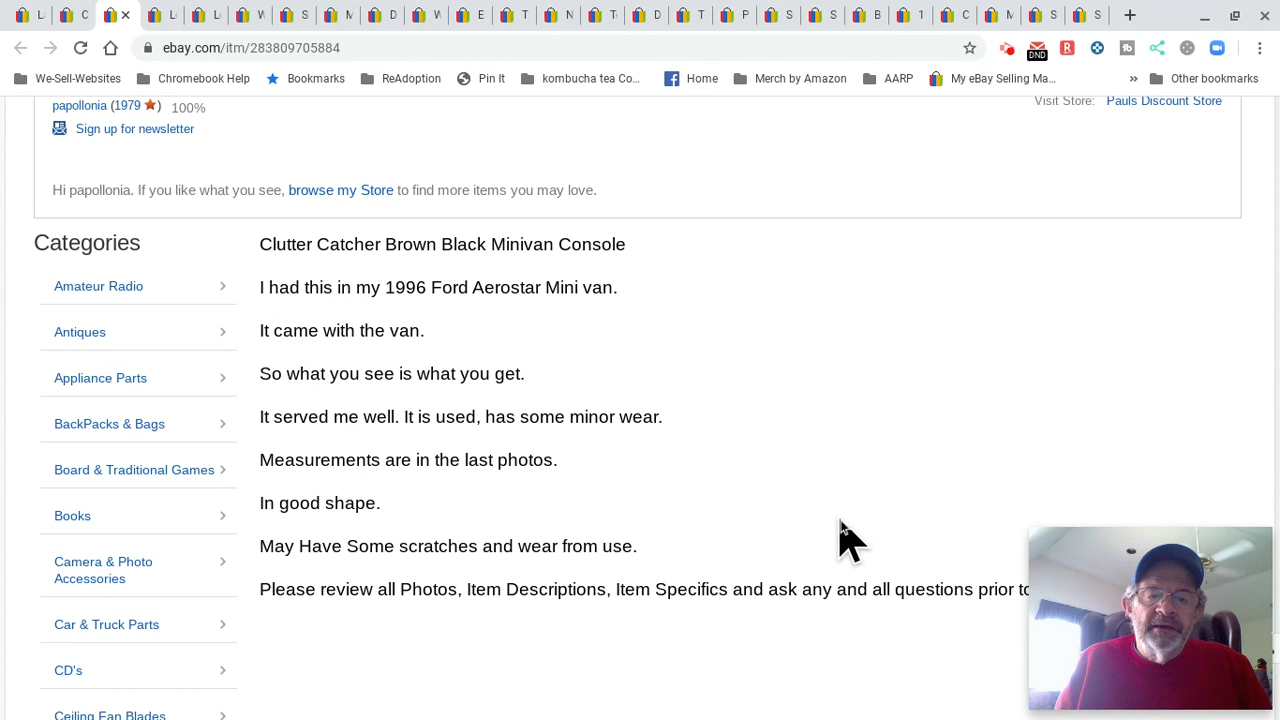 L
C
L
L
W
S
M
D
W
E
T
N
T
D
T
P
S
S
B
1
C
M
S
S
ebay.com/itm/283809705884
DND
We-Sell-Websites
Chromebook Help
Bookmarks
ReAdoption
Pin It
kombucha tea Co...
Home
Merch by Amazon
AARP
My eBay Selling Ma...
»
Other bookmarks
papollonia (1979 ) 100%
Visit Store: Pauls Discount Store
Sign up for newsletter
Hi papollonia. If you like what you see, browse my Store to find more items you may love.
Categories
Amateur Radio
Antiques
Appliance Parts
BackPacks & Bags
Board & Traditional Games
Books
Camera & Photo
Accessories
Car & Truck Parts
CD's
Ceiling Fan Blades
Clutter Catcher Brown Black Minivan Console
I had this in my 1996 Ford Aerostar Mini van.
It came with the van.
So what you see is what you get.
It served me well. It is used, has some minor wear.
Measurements are in the last photos.
In good shape.
May Have Some scratches and wear from use.
Please review all Photos, Item Descriptions, Item Specifics and ask any and all questions prior to